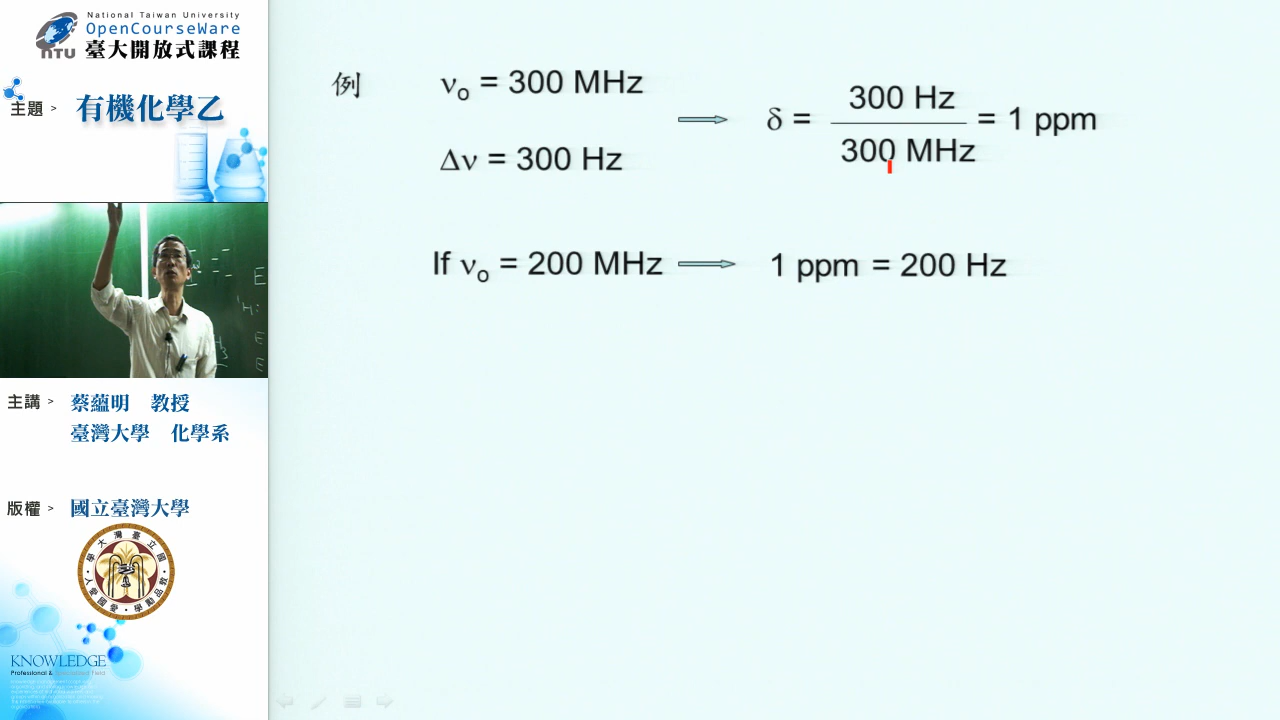 National Taiwan University
OpenCourseWare
臺大開放式課程
NTU
主題 > 有機化學乙
主講 > 蔡蘊明 教授
臺灣大學 化學系
版權 > 國立臺灣大學
KNOWLEDGE
例
ν₀ = 300 MHz
Δν = 300 Hz
δ = 300 Hz / 300 MHz = 1 ppm
If ν₀ = 200 MHz
1 ppm = 200 Hz